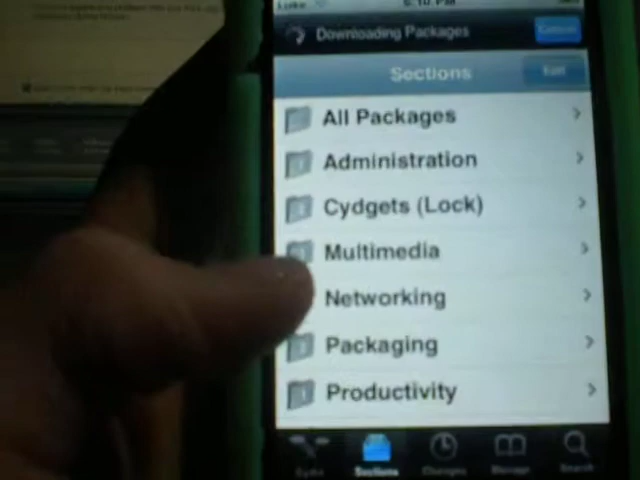 Downloading Packages
Sections
Edit
All Packages
Administration
Cydgets (Lock)
Multimedia
Networking
Packaging
Productivity
Sections
Changes
Manage
Search